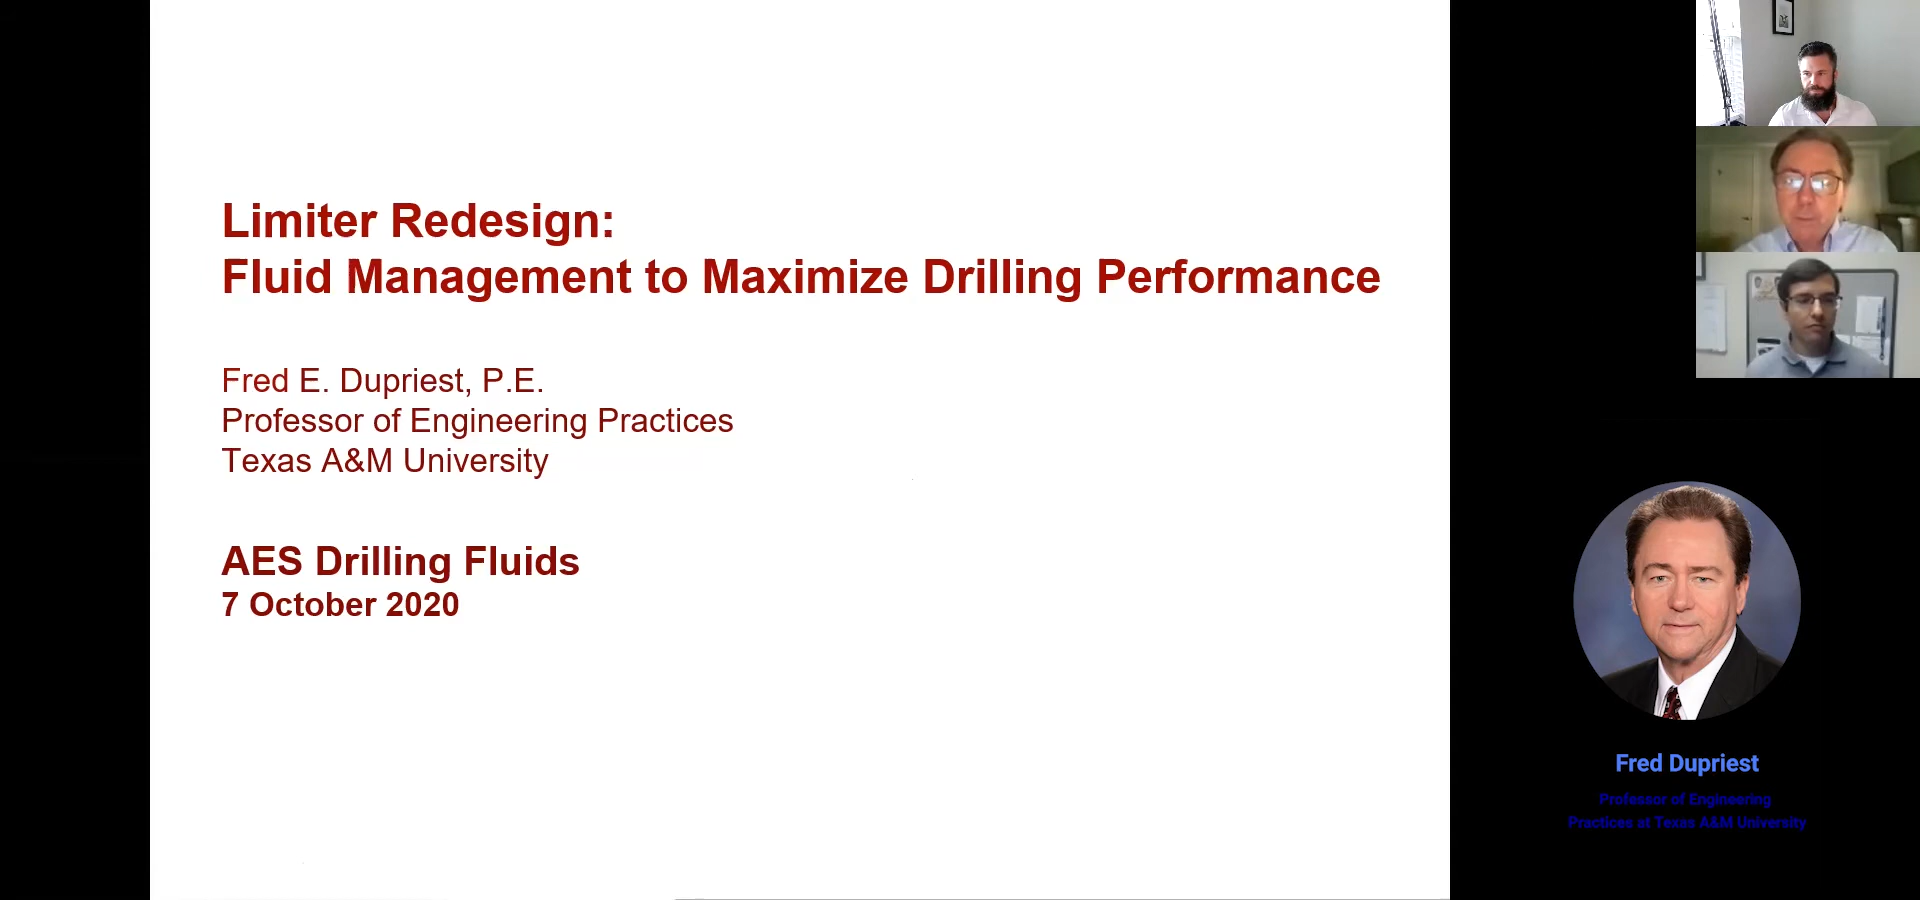 Limiter Redesign:
Fluid Management to Maximize Drilling Performance
Fred E. Dupriest, P.E.
Professor of Engineering Practices
Texas A&M University
AES Drilling Fluids
7 October 2020
Fred Dupriest
Professor of Engineering
Practices at Texas A&M University